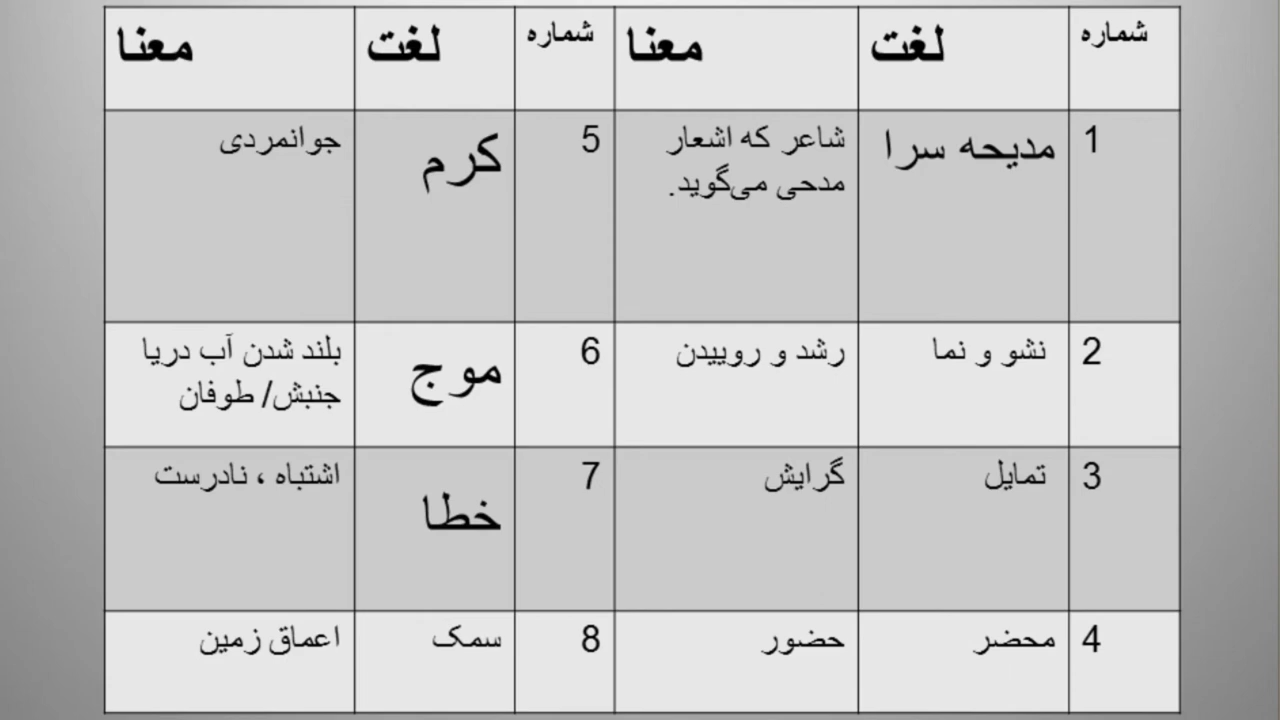 شماره لغت معنا شماره لغت معنا
1 مدیحه سرا شاعر که اشعار 5 کرم جوانمردی
مدحی می‌گوید.
2 نشو و نما رشد و روییدن 6 موج بلند شدن آب دریا
جنبش/ طوفان
3 تمایل گرایش 7 خطا اشتباه ، نادرست
4 محضر حضور 8 سمک اعماق زمین